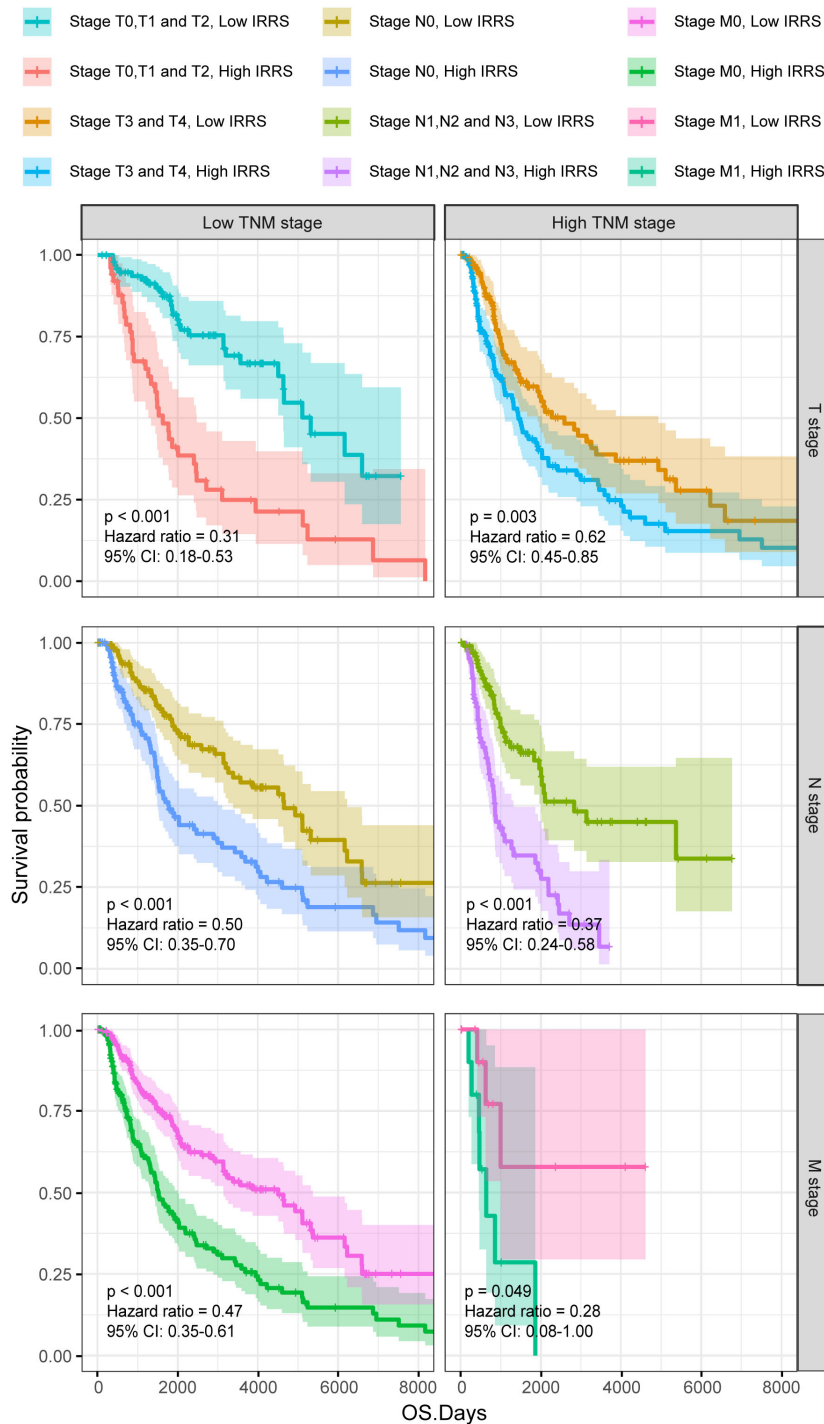 Stage T0,T1 and T2, Low IRRS
Stage N0, Low IRRS
Stage M0, Low IRRS
Stage T0,T1 and T2, High IRRS
Stage N0, High IRRS
Stage M0, High IRRS
Stage T3 and T4, Low IRRS
Stage N1,N2 and N3, Low IRRS
Stage M1, Low IRRS
Stage T3 and T4, High IRRS
Stage N1,N2 and N3, High IRRS
Stage M1, High IRRS
Low TNM stage
High TNM stage
1.00
0.75
0.50
0.25
0.00
p < 0.001
Hazard ratio = 0.31
95% CI: 0.18-0.53
p = 0.003
Hazard ratio = 0.62
95% CI: 0.45-0.85
T stage
Survival probability
1.00
0.75
0.50
0.25
0.00
p < 0.001
Hazard ratio = 0.50
95% CI: 0.35-0.70
p < 0.001
Hazard ratio = 0.37
95% CI: 0.24-0.58
N stage
1.00
0.75
0.50
0.25
0.00
p < 0.001
Hazard ratio = 0.47
95% CI: 0.35-0.61
p = 0.049
Hazard ratio = 0.28
95% CI: 0.08-1.00
M stage
0 2000 4000 6000 8000
0 2000 4000 6000 8000
OS.Days